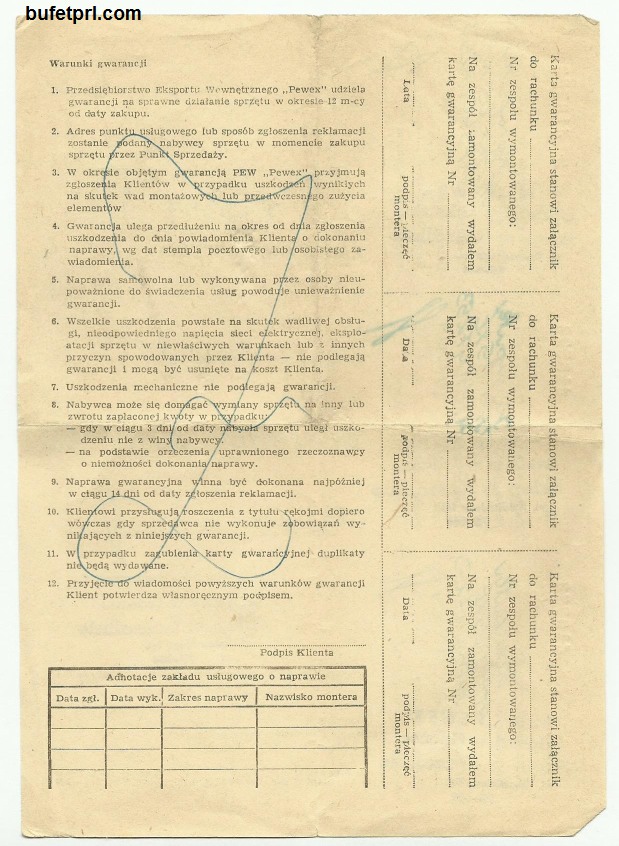 bufetprl.com
Warunki gwarancji
1. Przedsiębiorstwo Eksportu Wewnętrznego „Pewex" udziela
gwarancji na sprawne działanie sprzętu w okresie 12 m-cy
od daty zakupu.
2. Adres punktu usługowego lub sposób zgłoszenia reklamacji
zostanie podany nabywcy sprzętu w momencie zakupu
sprzętu przez Punkt Sprzedaży.
3. W okresie objętym gwarancją PEW „Pewex" przyjmują
zgłoszenia Klientów w przypadku uszkodzeń wynikłych
na skutek wad montażowych lub przedwczesnego zużycia
elementów
4. Gwarancja ulega przedłużeniu na okres od dnia zgłoszenia
uszkodzenia do dnia powiadomienia Klienta o dokonaniu
naprawy, wg dat stempla pocztowego lub osobistego za-
wiadomienia.
5. Naprawa samowolna lub wykonywana przez osoby nieu-
poważnione do świadczenia usług powoduje unieważnienie
gwarancji.
6. Wszelkie uszkodzenia powstałe na skutek wadliwej obsłu-
gi, nieodpowiedniego napięcia sieci elektrycznej, eksplo-
atacji sprzętu w niewłaściwych warunkach lub z innych
przyczyn spowodowanych przez Klienta — nie podlegają
gwarancji i mogą być usunięte na koszt Klienta.
7. Uszkodzenia mechaniczne nie podlegają gwarancji.
8. Nabywca może się domagać wymiany sprzętu na inny lub
zwrotu zapłaconej kwoty w przypadku:
— gdy w ciągu 3 dni od daty nabycia sprzętu uległ uszko-
dzeniu nie z winy nabywcy.
— na podstawie orzeczenia uprawnionego rzeczoznawcy
o niemożności dokonania naprawy.
9. Naprawa gwarancyjna winna być dokonana najpóźniej
w ciągu 14 dni od daty zgłoszenia reklamacji.
10. Klientowi przysługują roszczenia z tytułu rękojmi dopiero
wówczas gdy sprzedawca nie wykonuje zobowiązań wy-
nikających z niniejszych gwarancji.
11. W przypadku zagubienia karty gwarancyjnej duplikaty
nie będą wydawane.
12. Przyjęcie do wiadomości powyższych warunków gwarancji
Klient potwierdza własnoręcznym podpisem.
Podpis Klienta
Adnotacje zakładu usługowego o naprawie
Data zgł. Data wyk. Zakres naprawy Nazwisko montera
Karta gwarancyjna stanowi załącznik
do rachunku
Nr zespołu wymontowanego:
Na zespół zamontowany wydałem
kartę gwarancyjną Nr
Data podpis — pieczęć
montera
Karta gwarancyjna stanowi załącznik
do rachunku
Nr zespołu wymontowanego:
Na zespół zamontowany wydałem
kartę gwarancyjną Nr
Data podpis — pieczęć
montera
Karta gwarancyjna stanowi załącznik
do rachunku
Nr zespołu wymontowanego:
Na zespół zamontowany wydałem
kartę gwarancyjną Nr
Data podpis — pieczęć
montera